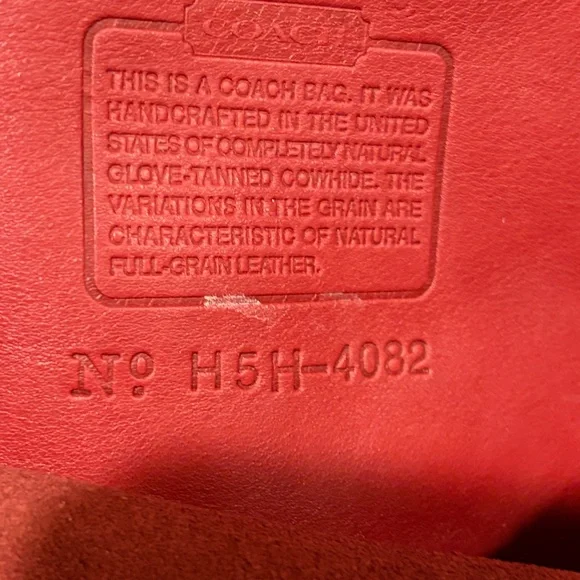 COACH
THIS IS A COACH BAG. IT WAS
HANDCRAFTED IN THE UNITED
STATES OF COMPLETELY NATURAL
GLOVE-TANNED COWHIDE. THE
VARIATIONS IN THE GRAIN ARE
CHARACTERISTIC OF NATURAL
FULL-GRAIN LEATHER.
Nº H5H-4082